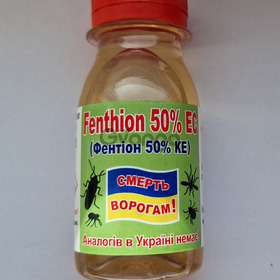 Fenthion 50% EC
(Фентіон 50% КЕ)
СМЕРТЬ
ВОРОГАМ!
Аналогів в Україні немає